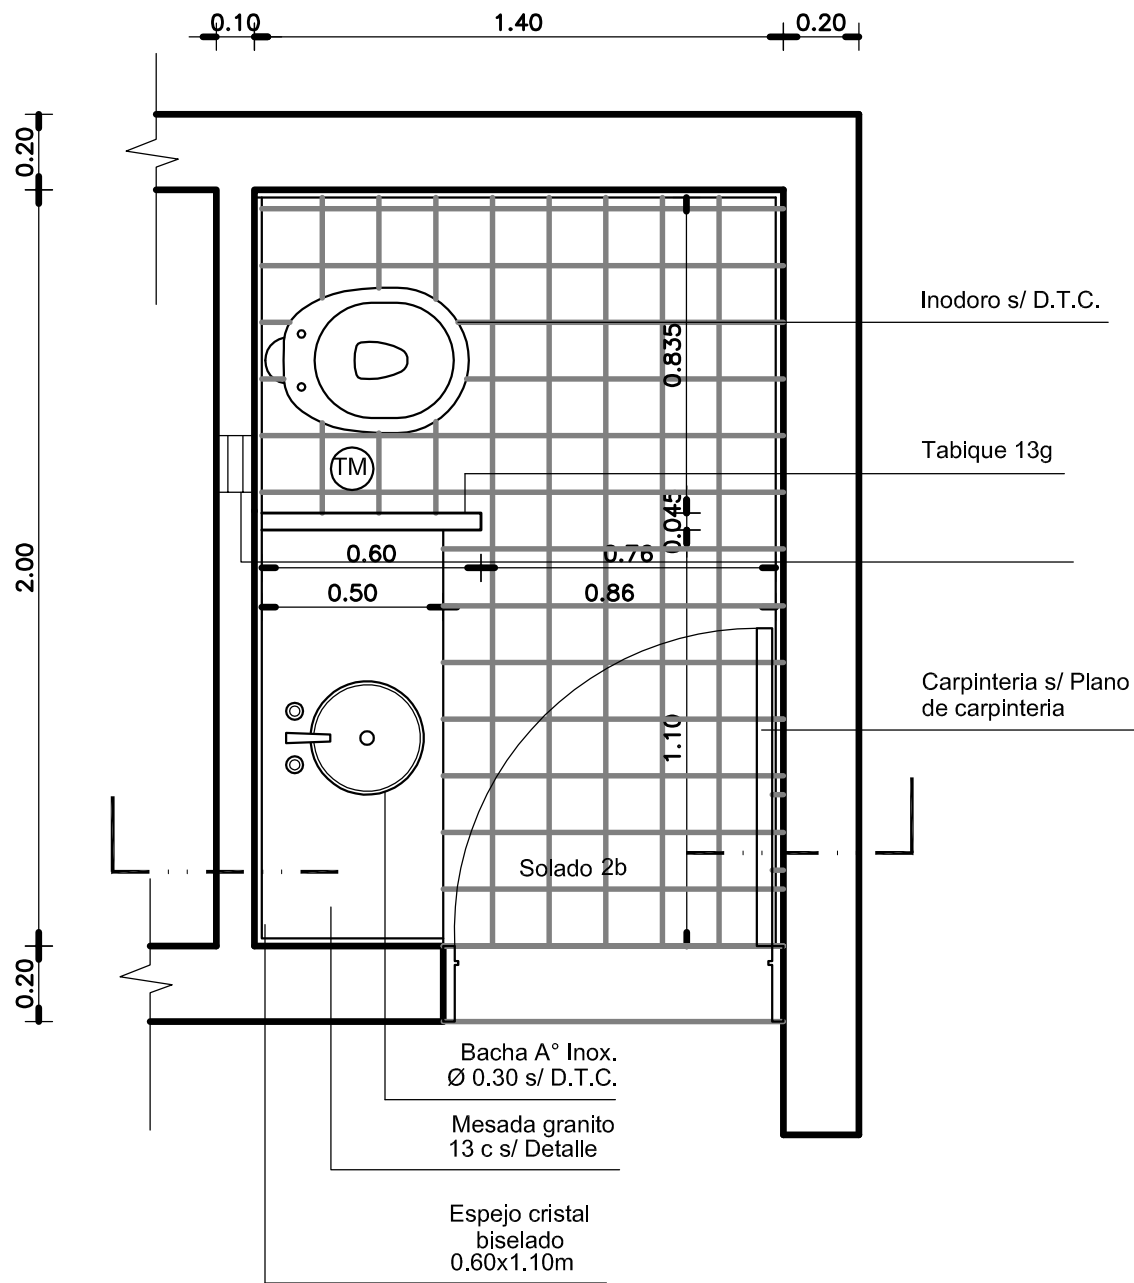 0.10
1.40
0.20
0.20
2.00
0.20
Inodoro s/ D.T.C.
0.835
Tabique 13g
TM
0.045
0.60
0.76
0.50
0.86
Carpinteria s/ Plano
de carpinteria
1.10
Solado 2b
Bacha A° Inox.
Ø 0.30 s/ D.T.C.
Mesada granito
13 c s/ Detalle
Espejo cristal
biselado
0.60x1.10m